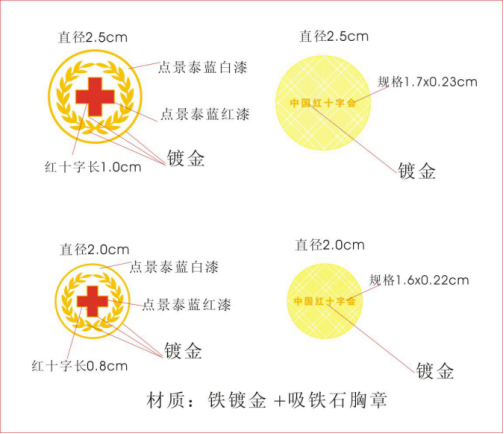 直径2.5cm
直径2.5cm
点景泰蓝白漆
规格1.7x0.23cm
中国红十字会
点景泰蓝红漆
镀金
红十字长1.0cm
镀金
直径2.0cm
直径2.0cm
点景泰蓝白漆
规格1.6x0.22cm
中国红十字会
点景泰蓝红漆
镀金
红十字长0.8cm
镀金
材质：铁镀金+吸铁石胸章